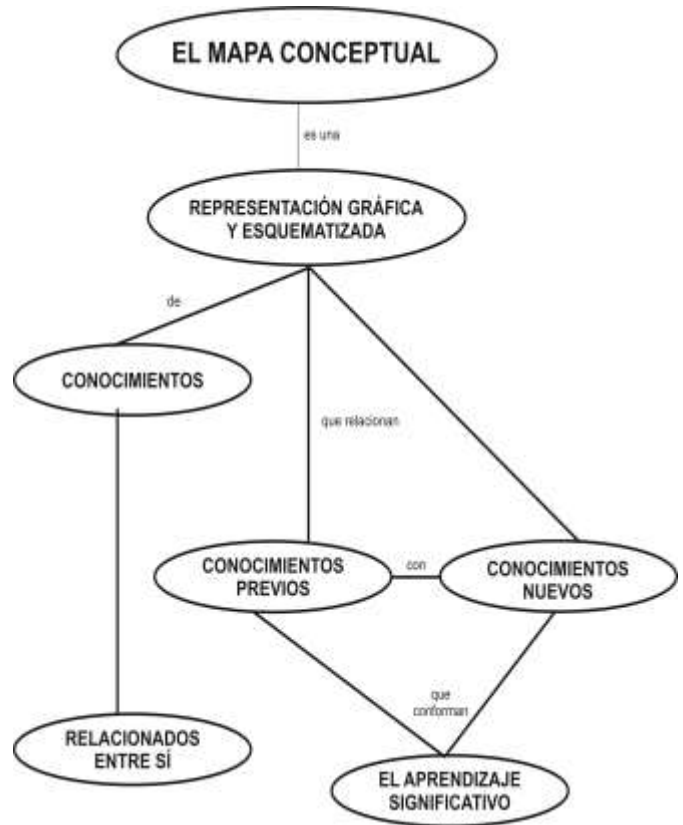 EL MAPA CONCEPTUAL
es una
REPRESENTACIÓN GRÁFICA
Y ESQUEMATIZADA
de
CONOCIMIENTOS
que relacionan
CONOCIMIENTOS
PREVIOS
con
CONOCIMIENTOS
NUEVOS
que
conforman
RELACIONADOS
ENTRE SÍ
EL APRENDIZAJE
SIGNIFICATIVO